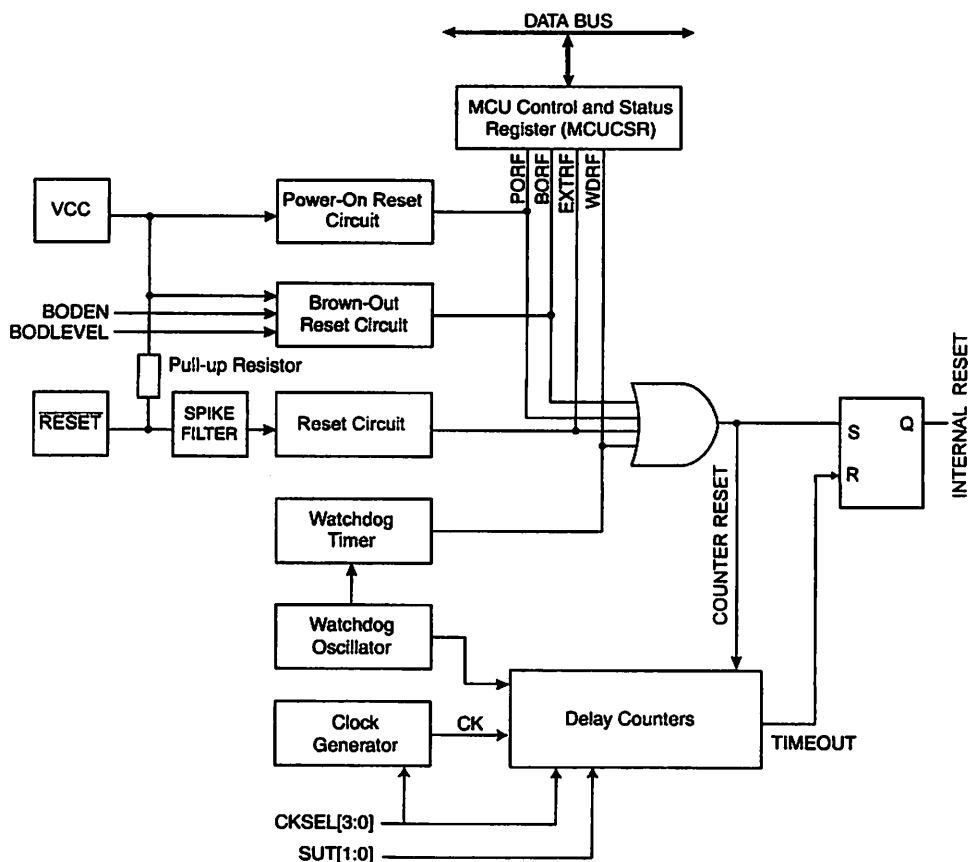 DATA BUS
MCU Control and Status
Register (MCUCSR)
PORF
BORF
EXTRF
WDRF
VCC
Power-On Reset
Circuit
BODEN
BODLEVEL
Brown-Out
Reset Circuit
Pull-up Resistor
RESET
SPIKE
FILTER
Reset Circuit
S
Q
R
INTERNAL RESET
Watchdog
Timer
COUNTER RESET
Watchdog
Oscillator
Clock
Generator
CK
Delay Counters
TIMEOUT
CKSEL[3:0]
SUT[1:0]